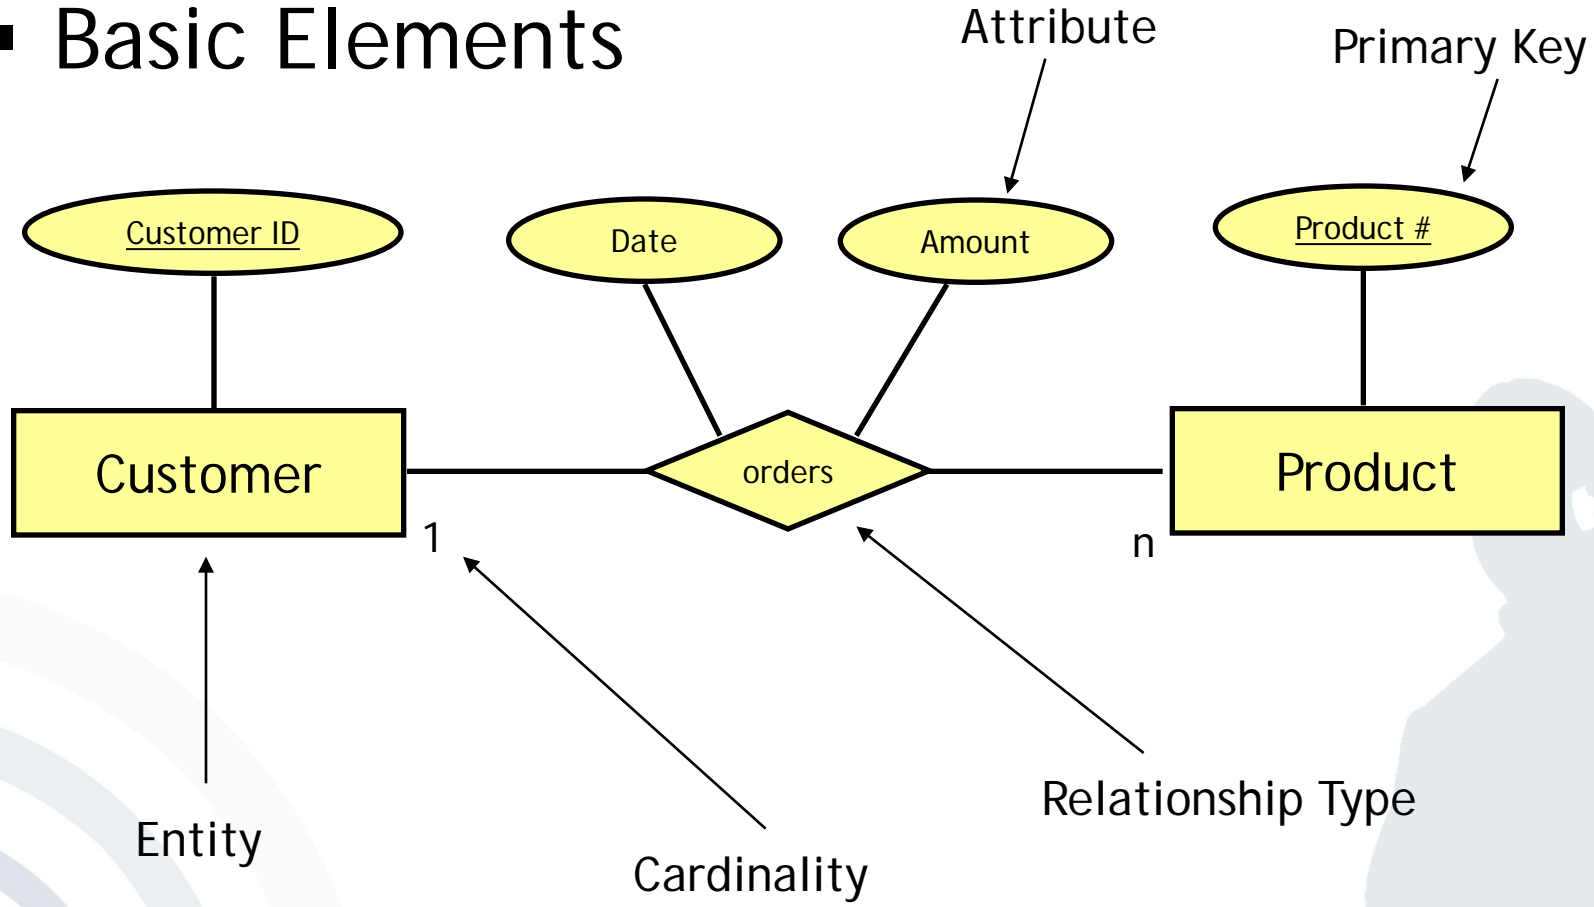 ▪ Basic Elements
Attribute
Primary Key
Customer ID
Date
Amount
Product #
Customer
orders
Product
1
n
Entity
Cardinality
Relationship Type